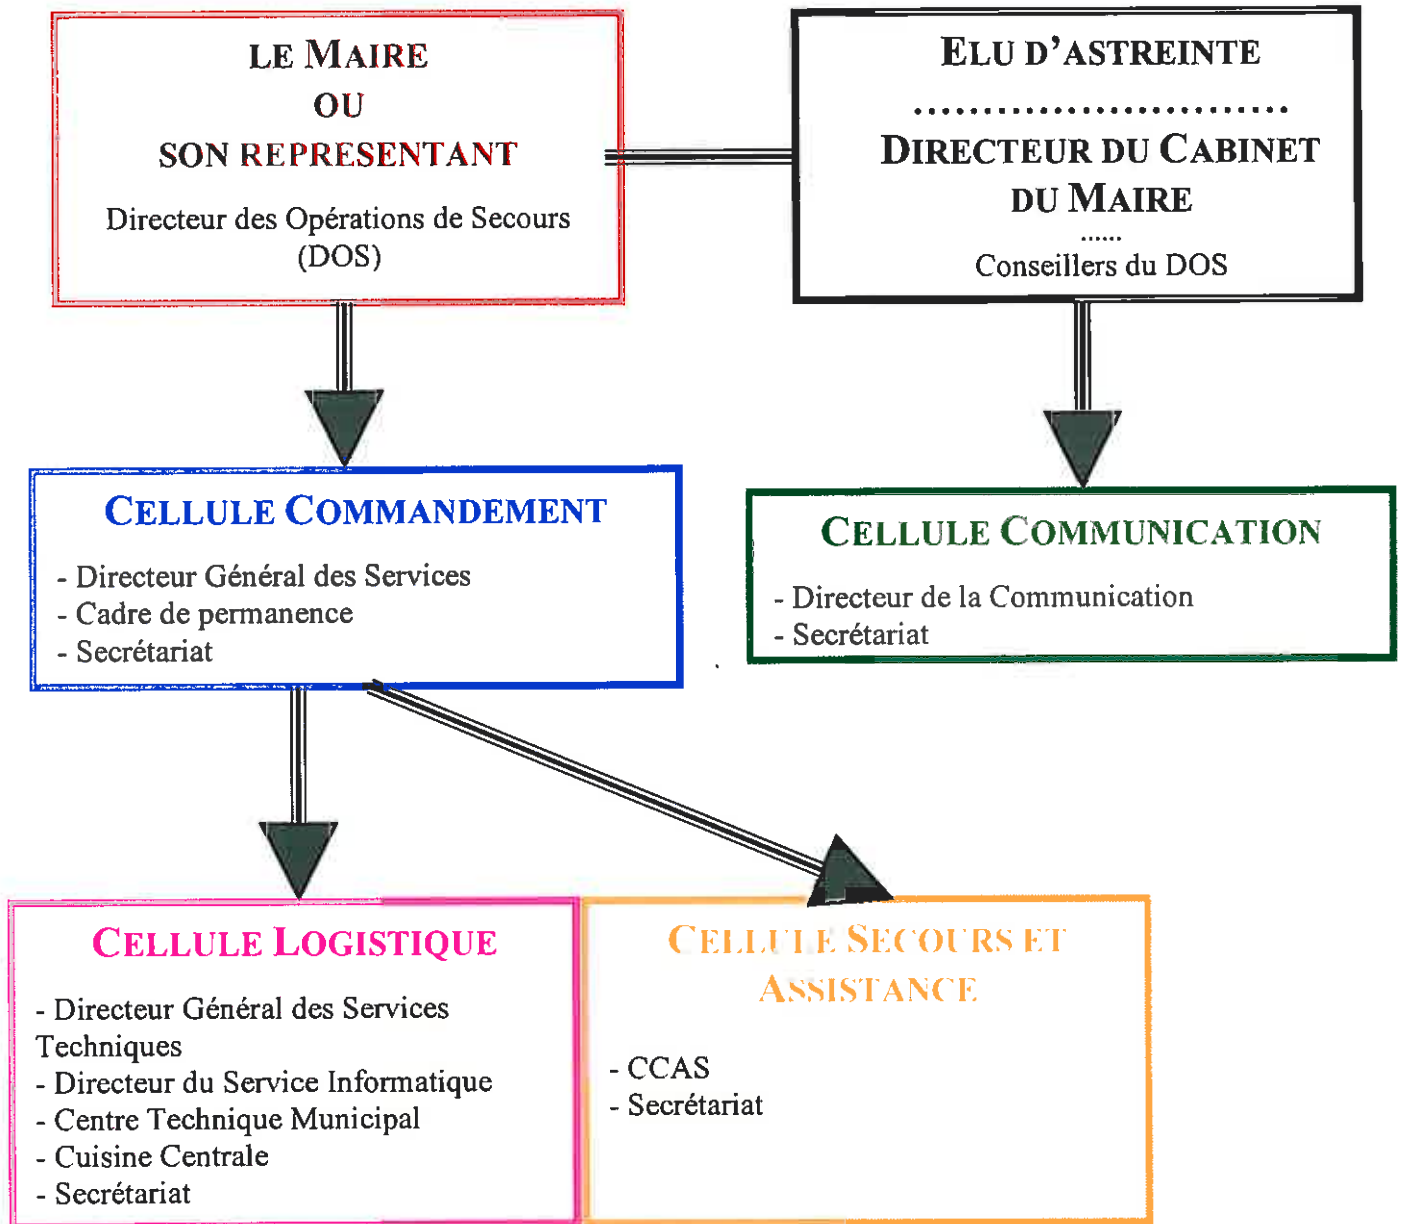 LE MAIRE
OU
SON REPRESENTANT
Directeur des Opérations de Secours
(DOS)
ELU D'ASTREINTE
...........................
DIRECTEUR DU CABINET
DU MAIRE
......
Conseillers du DOS
CELLULE COMMANDEMENT
- Directeur Général des Services
- Cadre de permanence
- Secrétariat
CELLULE COMMUNICATION
- Directeur de la Communication
- Secrétariat
CELLULE LOGISTIQUE
- Directeur Général des Services
Techniques
- Directeur du Service Informatique
- Centre Technique Municipal
- Cuisine Centrale
- Secrétariat
CELLULE SECOURS ET
ASSISTANCE
- CCAS
- Secrétariat